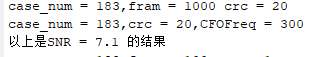 case_num = 183,fram = 1000 crc = 20
case_num = 183,crc = 20,CFOFreq = 300
以上是SNR = 7.1 的结果